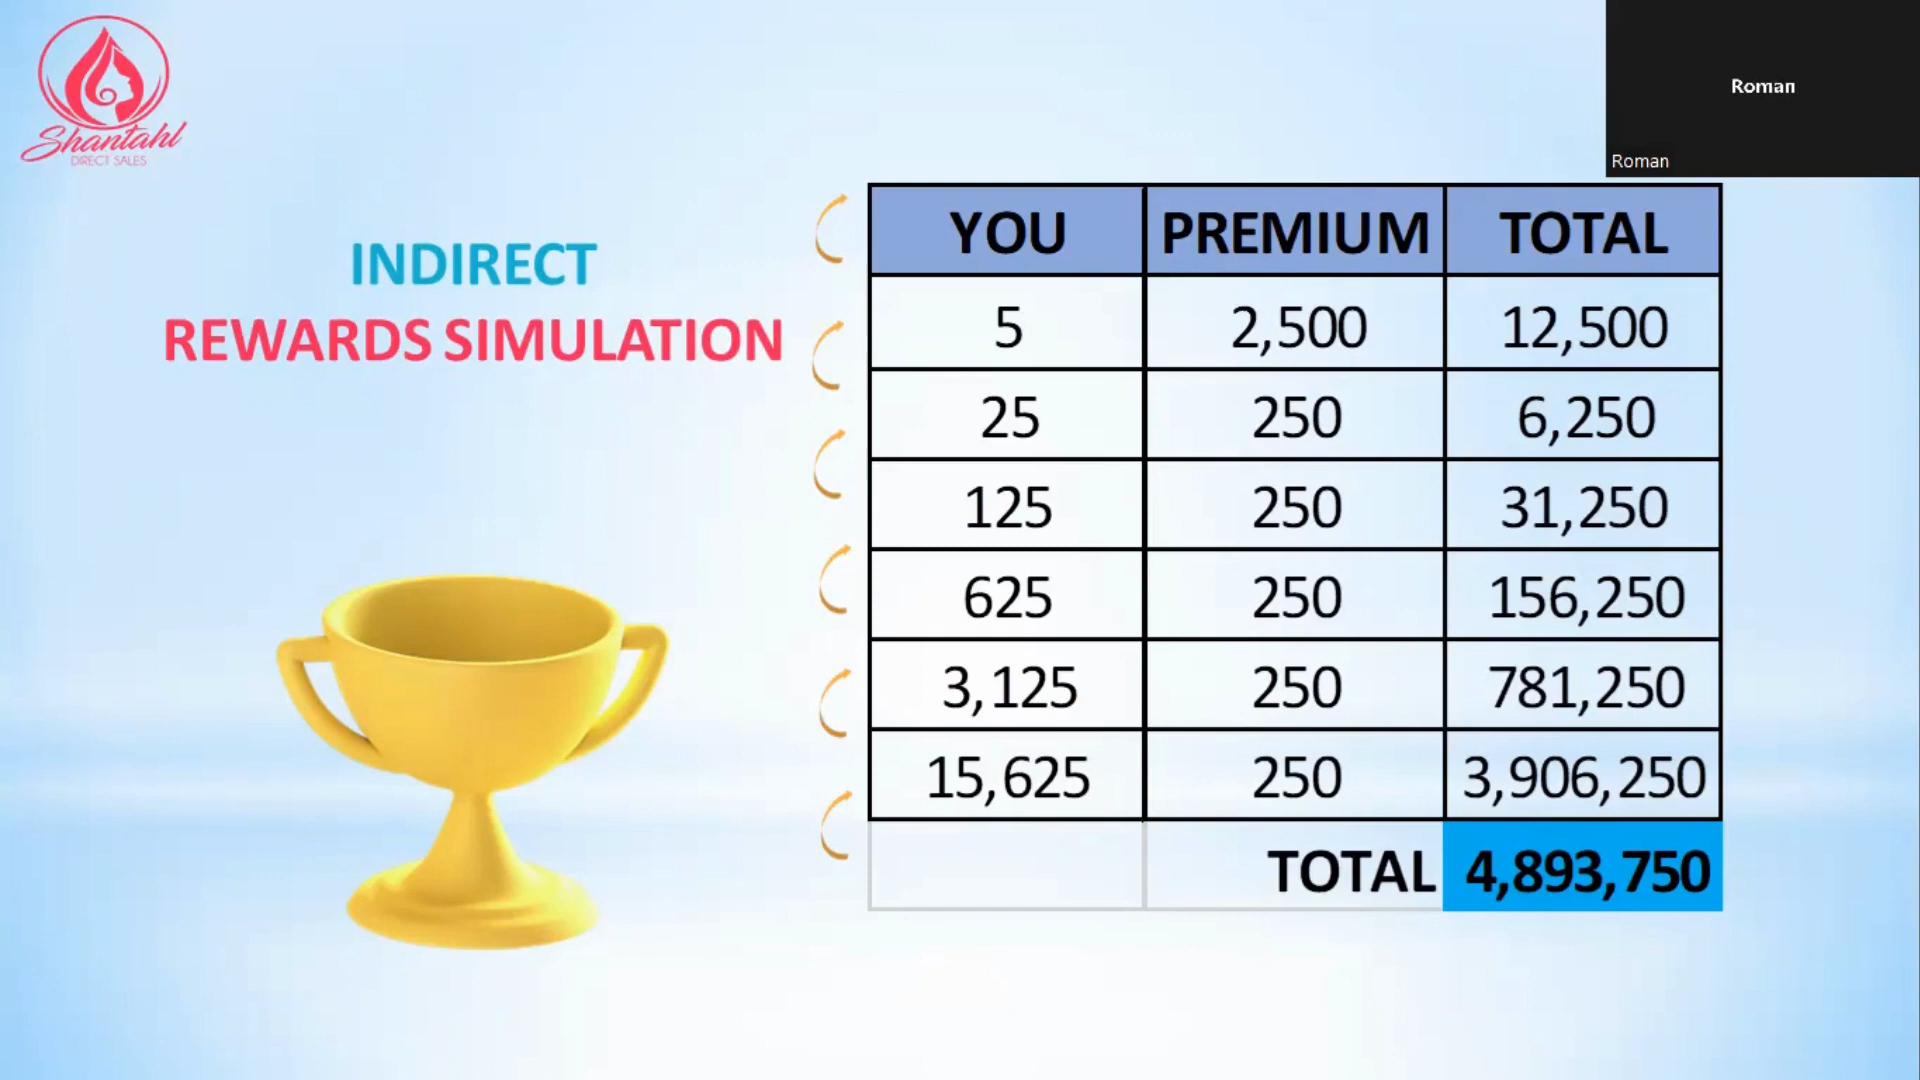 Shantahl
DIRECT SALES
Roman
Roman
INDIRECT
REWARDS SIMULATION
YOU PREMIUM TOTAL
5 2,500 12,500
25 250 6,250
125 250 31,250
625 250 156,250
3,125 250 781,250
15,625 250 3,906,250
TOTAL 4,893,750